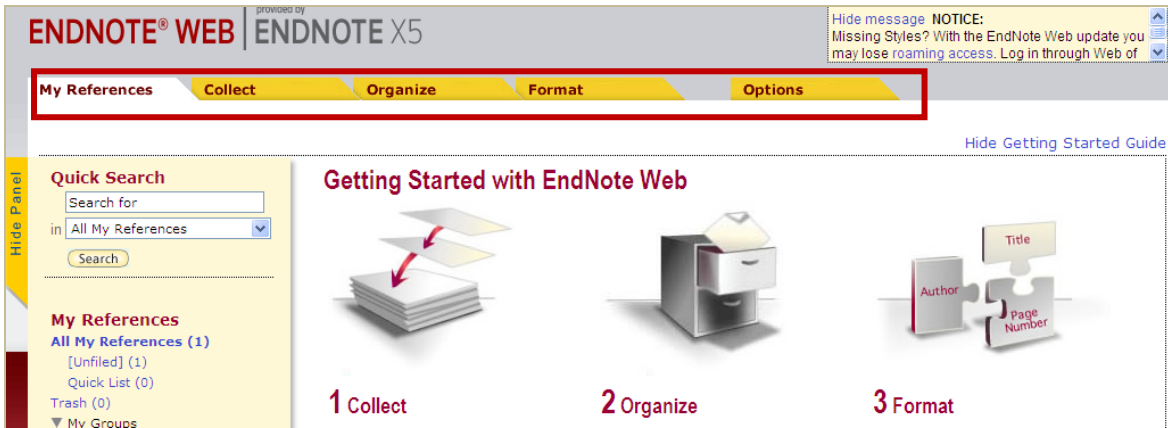 provided by
ENDNOTE® WEB ENDNOTE X5
Hide message NOTICE:
Missing Styles? With the EndNote Web update you
may lose roaming access. Log in through Web of
My References Collect Organize Format Options
Hide Getting Started Guide
Hide Panel
Quick Search
Search for
in All My References
Search
My References
All My References (1)
[Unfiled] (1)
Quick List (0)
Trash (0)
▼ My Groups
Getting Started with EndNote Web
Title
Author
Page
Number
1 Collect
2 Organize
3 Format